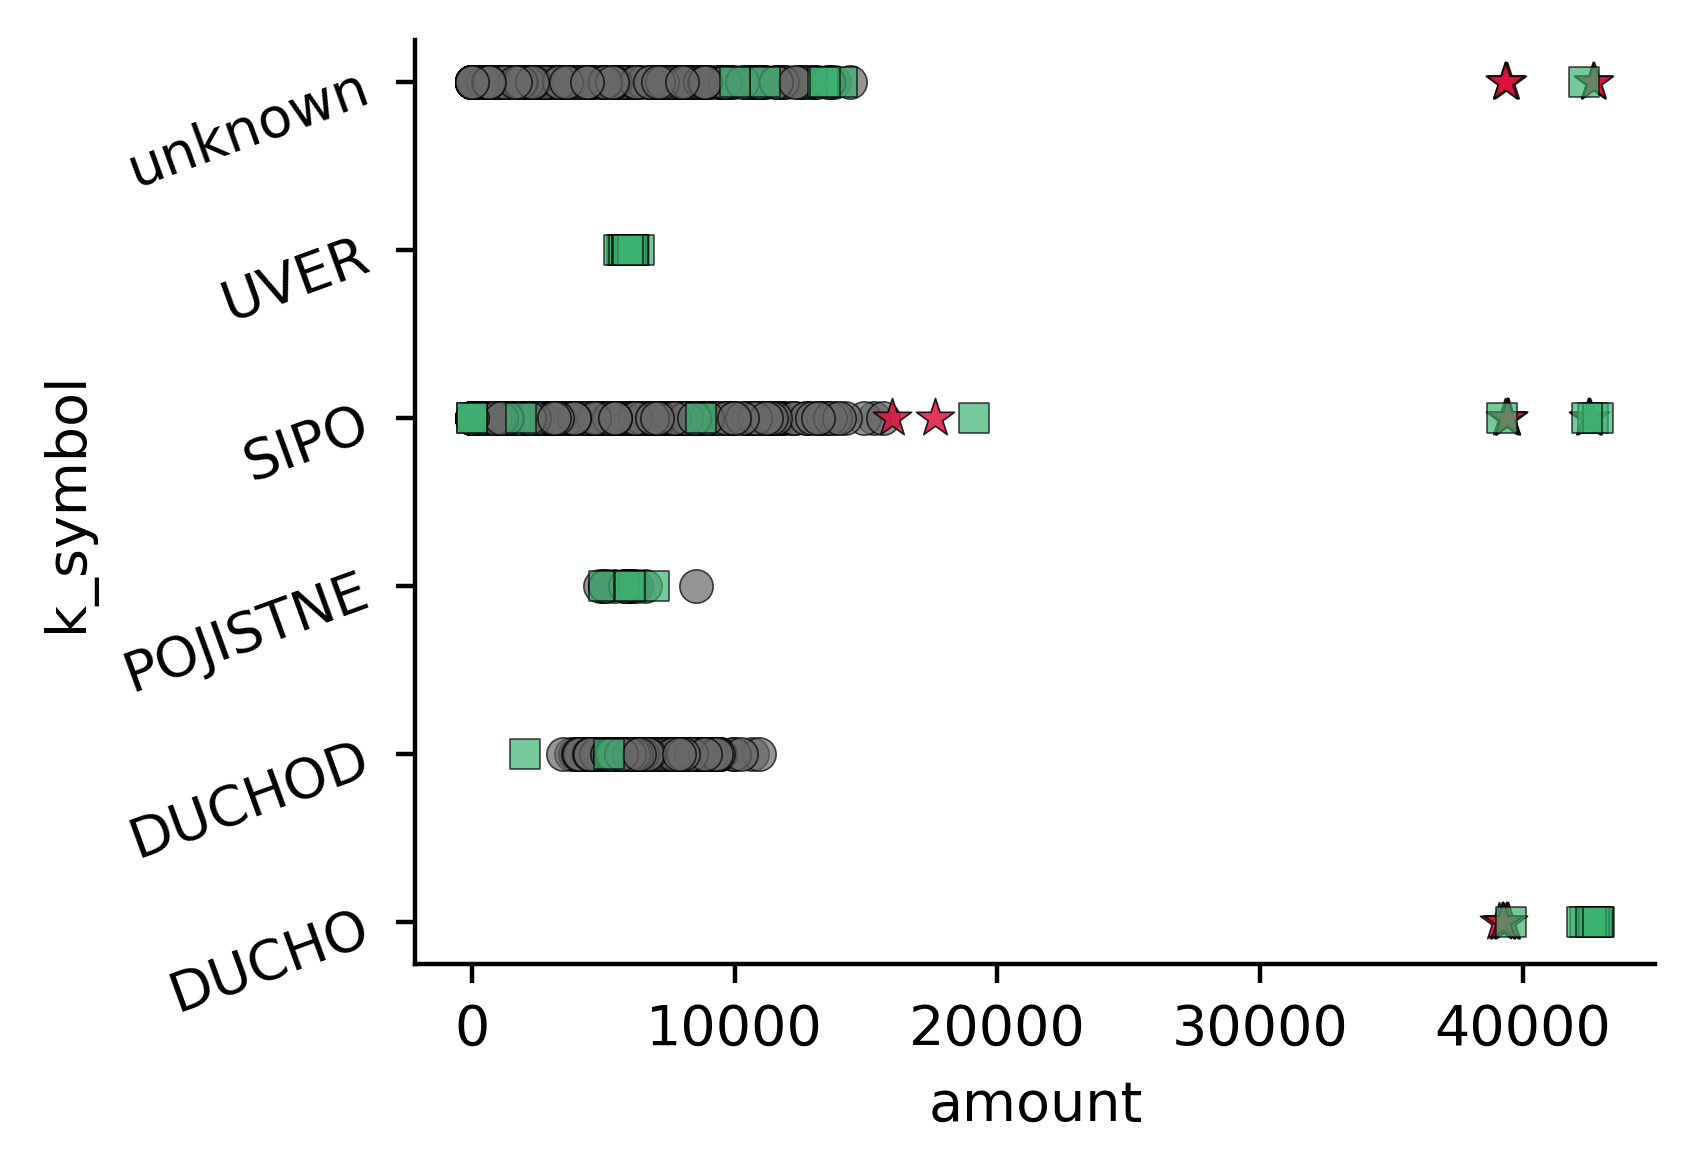 unknown
UVER
SIPO
POJISTNE
DUCHOD
DUCHO
k_symbol
0 10000 20000 30000 40000
amount